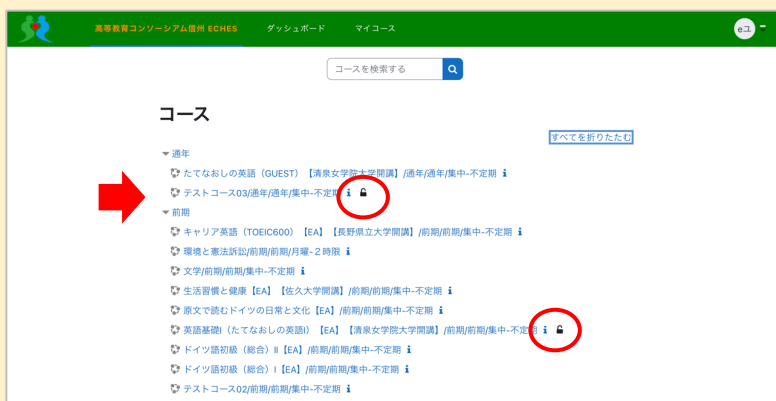 高等教育コンソーシアム信州 ECHES ダッシュボード マイコース eユ
コースを検索する
コース
すべてを折りたたむ
通年
たてなおしの英語(GUEST)【清泉女学院大学開講】/通年/通年/集中-不定期
テストコース03/通年/通年/集中-不定期
前期
キャリア英語(TOEIC600)【EA】【長野県立大学開講】/前期/前期/集中-不定期
環境と憲法訴訟/前期/前期/月曜-2時限
文学/前期/前期/集中-不定期
生活習慣と健康【EA】【佐久大学開講】/前期/前期/集中-不定期
原文で読むドイツの日常と文化【EA】/前期/前期/集中-不定期
英語基礎I(たてなおしの英語I)【EA】【清泉女学院大学開講】/前期/前期/集中-不定期
ドイツ語初級(総合)II【EA】/前期/前期/集中-不定期
ドイツ語初級(総合)I【EA】/前期/前期/集中-不定期
テストコース02/前期/前期/集中-不定期